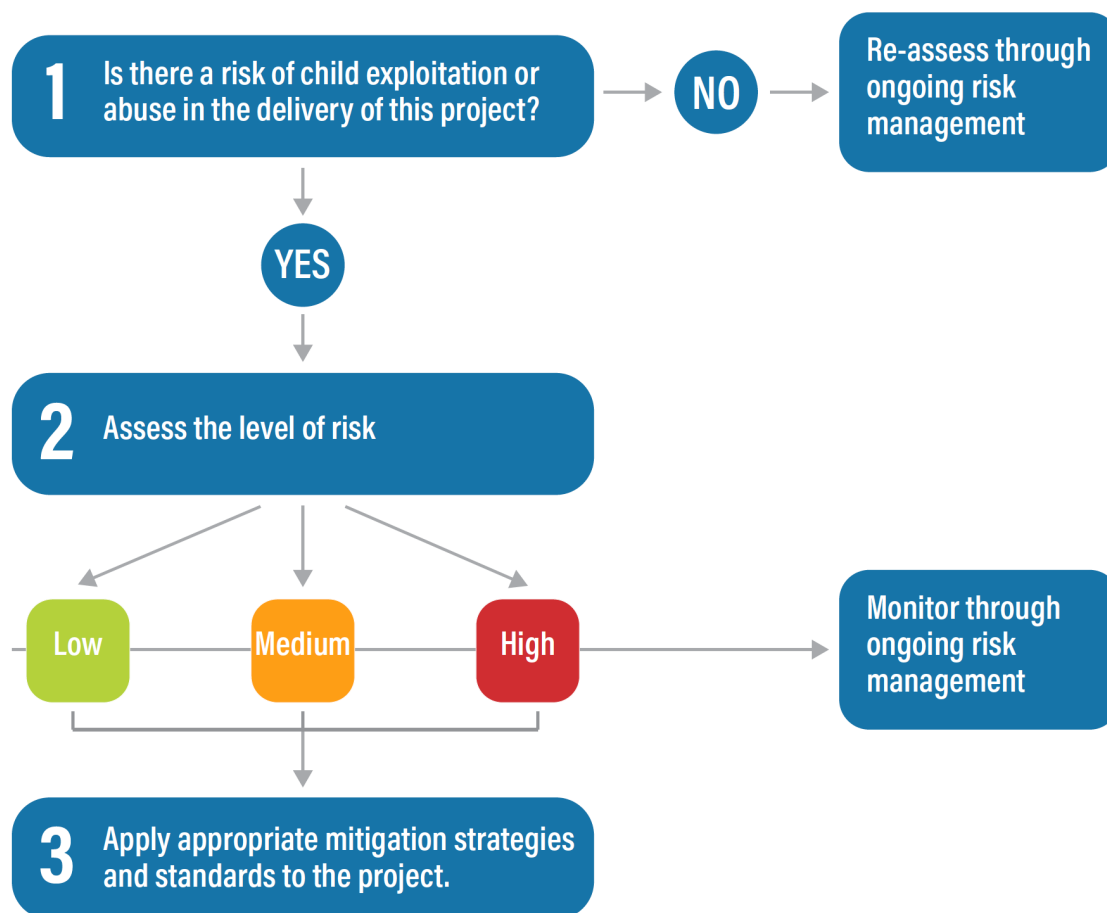 1
Is there a risk of child exploitation or
abuse in the delivery of this project?
NO
Re-assess through
ongoing risk
management
YES
2
Assess the level of risk
Low
Medium
High
Monitor through
ongoing risk
management
3
Apply appropriate mitigation strategies
and standards to the project.